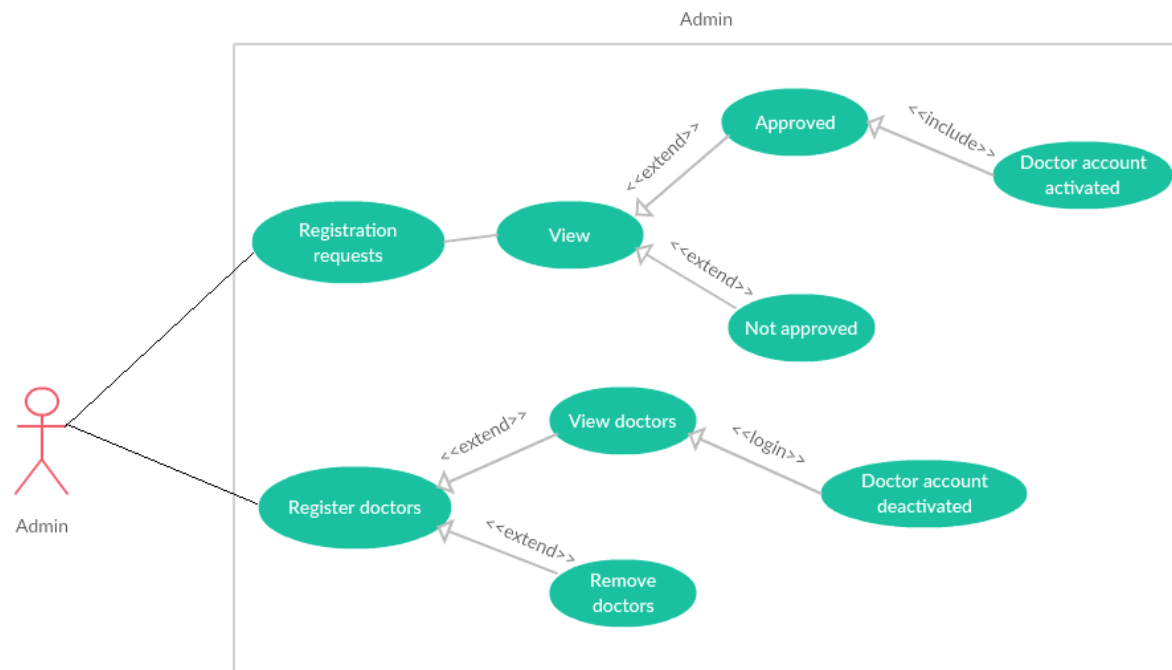 Admin
Approved
<<include>>
<<extend>>
Doctor account
activated
Registration
requests
View
<<extend>>
Not approved
View doctors
<<extend>>
<<login>>
Doctor account
deactivated
Register doctors
<<extend>>
Remove
doctors
Admin